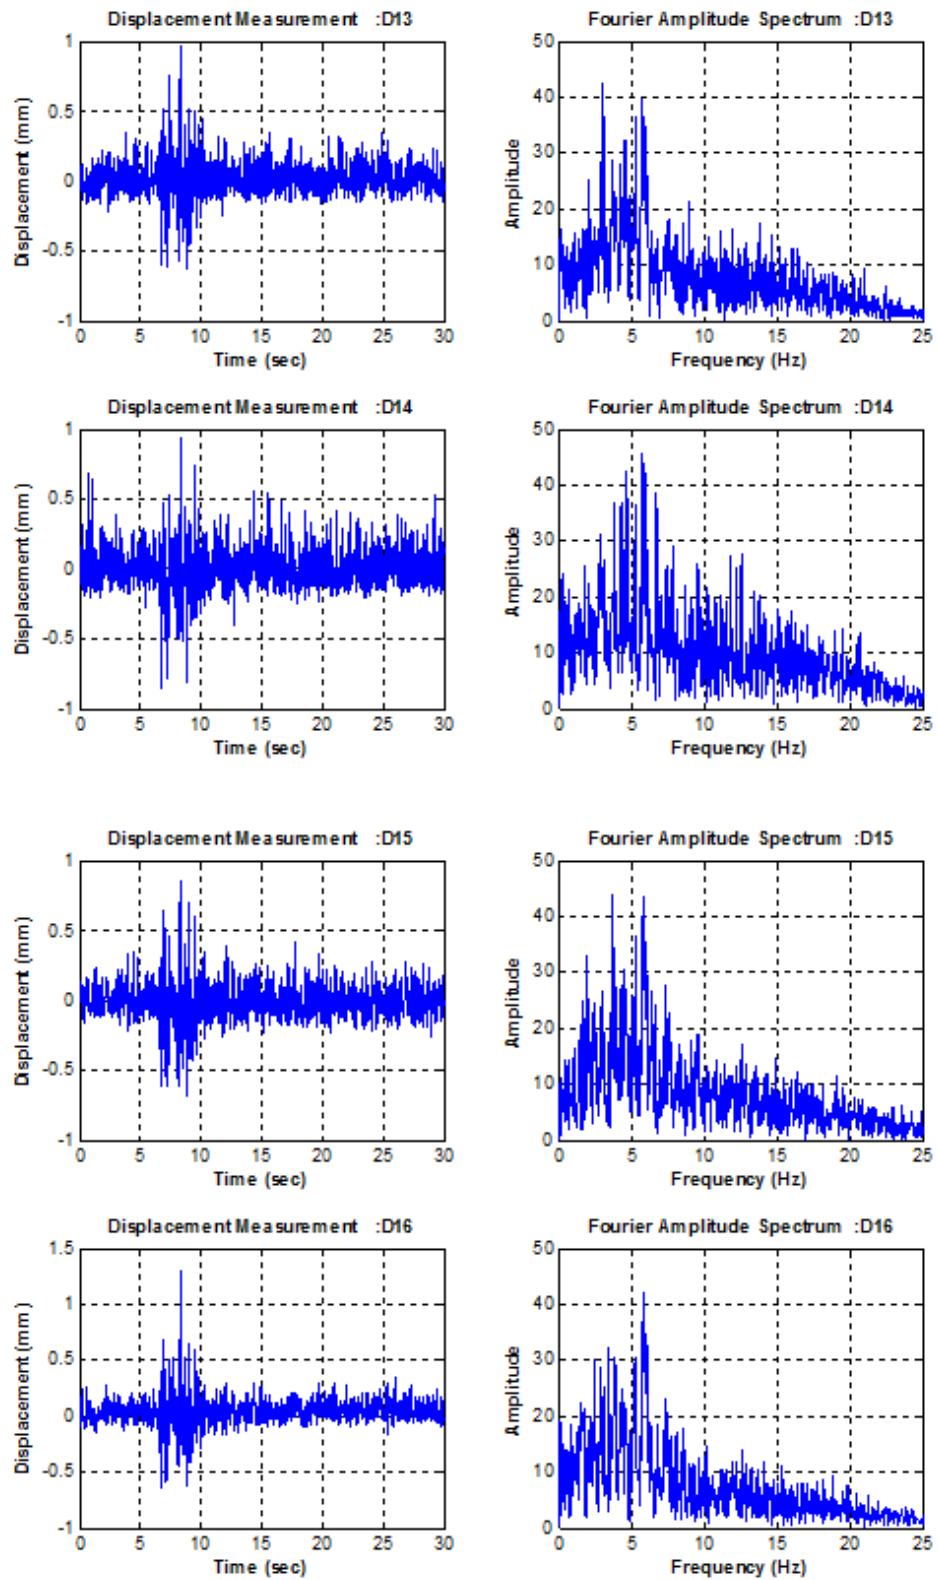 Displacement Measurement :D13
Fourier Amplitude Spectrum :D13
1
0.5
0
-0.5
-1
Displacement (mm)
0 5 10 15 20 25 30
Time (sec)
50
40
30
20
10
0
Amplitude
0 5 10 15 20 25
Frequency (Hz)
Displacement Measurement :D14
Fourier Amplitude Spectrum :D14
1
0.5
0
-0.5
-1
Displacement (mm)
0 5 10 15 20 25 30
Time (sec)
50
40
30
20
10
0
Amplitude
0 5 10 15 20 25
Frequency (Hz)
Displacement Measurement :D15
Fourier Amplitude Spectrum :D15
1
0.5
0
-0.5
-1
Displacement (mm)
0 5 10 15 20 25 30
Time (sec)
50
40
30
20
10
0
Amplitude
0 5 10 15 20 25
Frequency (Hz)
Displacement Measurement :D16
Fourier Amplitude Spectrum :D16
1.5
1
0.5
0
-0.5
-1
Displacement (mm)
0 5 10 15 20 25 30
Time (sec)
50
40
30
20
10
0
Amplitude
0 5 10 15 20 25
Frequency (Hz)